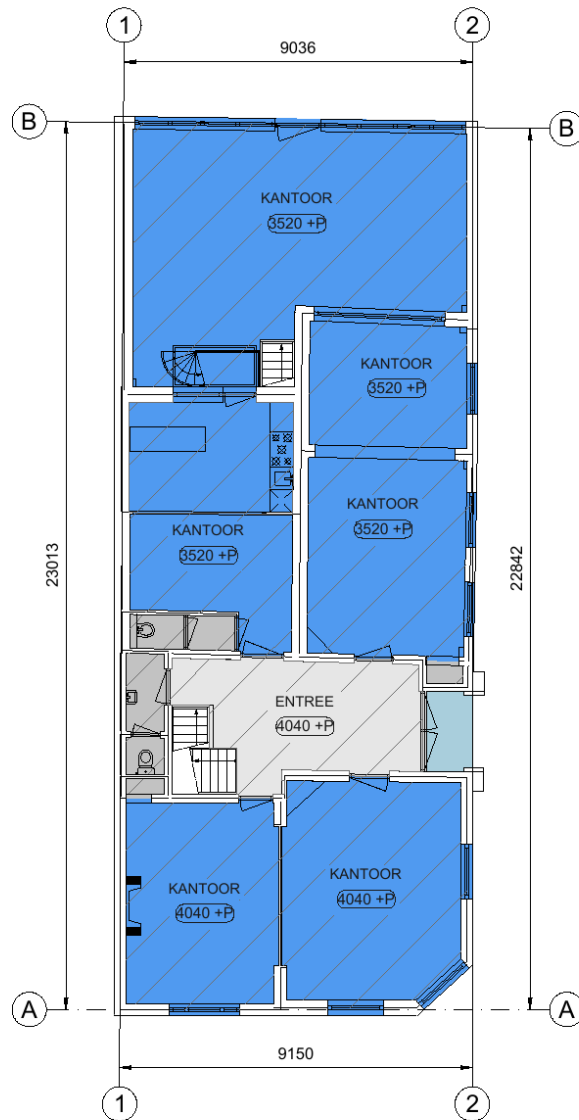 1
2
9036
B
B
KANTOOR
3520 +P
KANTOOR
3520 +P
KANTOOR
3520 +P
KANTOOR
3520 +P
23013
22842
ENTREE
4040 +P
KANTOOR
4040 +P
KANTOOR
4040 +P
A
A
9150
1
2